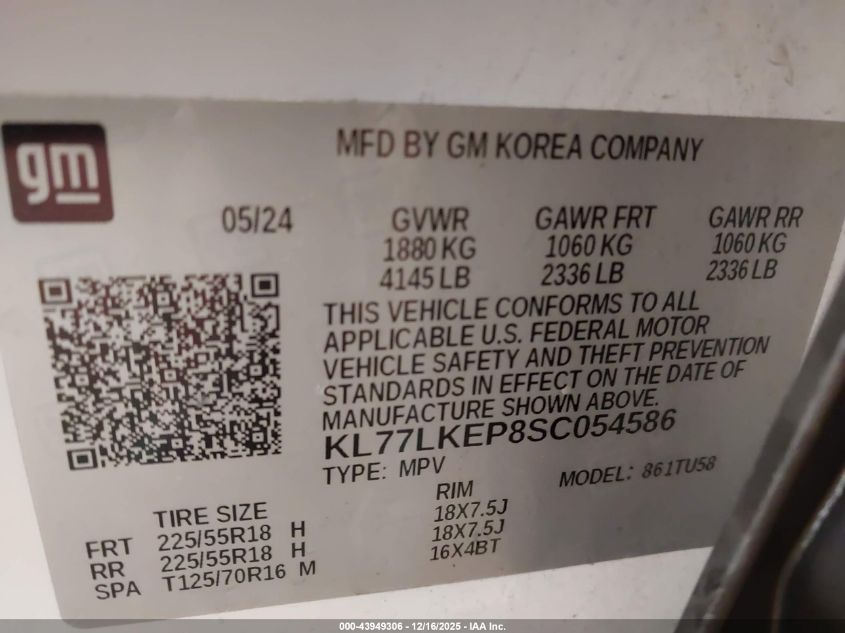 gm
MFD BY GM KOREA COMPANY
05/24 GVWR GAWR FRT GAWR RR
1880 KG 1060 KG 1060 KG
4145 LB 2336 LB 2336 LB
THIS VEHICLE CONFORMS TO ALL
APPLICABLE U.S. FEDERAL MOTOR
VEHICLE SAFETY AND THEFT PREVENTION
STANDARDS IN EFFECT ON THE DATE OF
MANUFACTURE SHOWN ABOVE.
KL77LKEP8SC054586
TYPE: MPV MODEL: 861TU58
TIRE SIZE RIM
FRT 225/55R18 H 18X7.5J
RR 225/55R18 H 18X7.5J
SPA T125/70R16 M 16X4BT
000-43949306 - 12/16/2025 - IAA Inc.